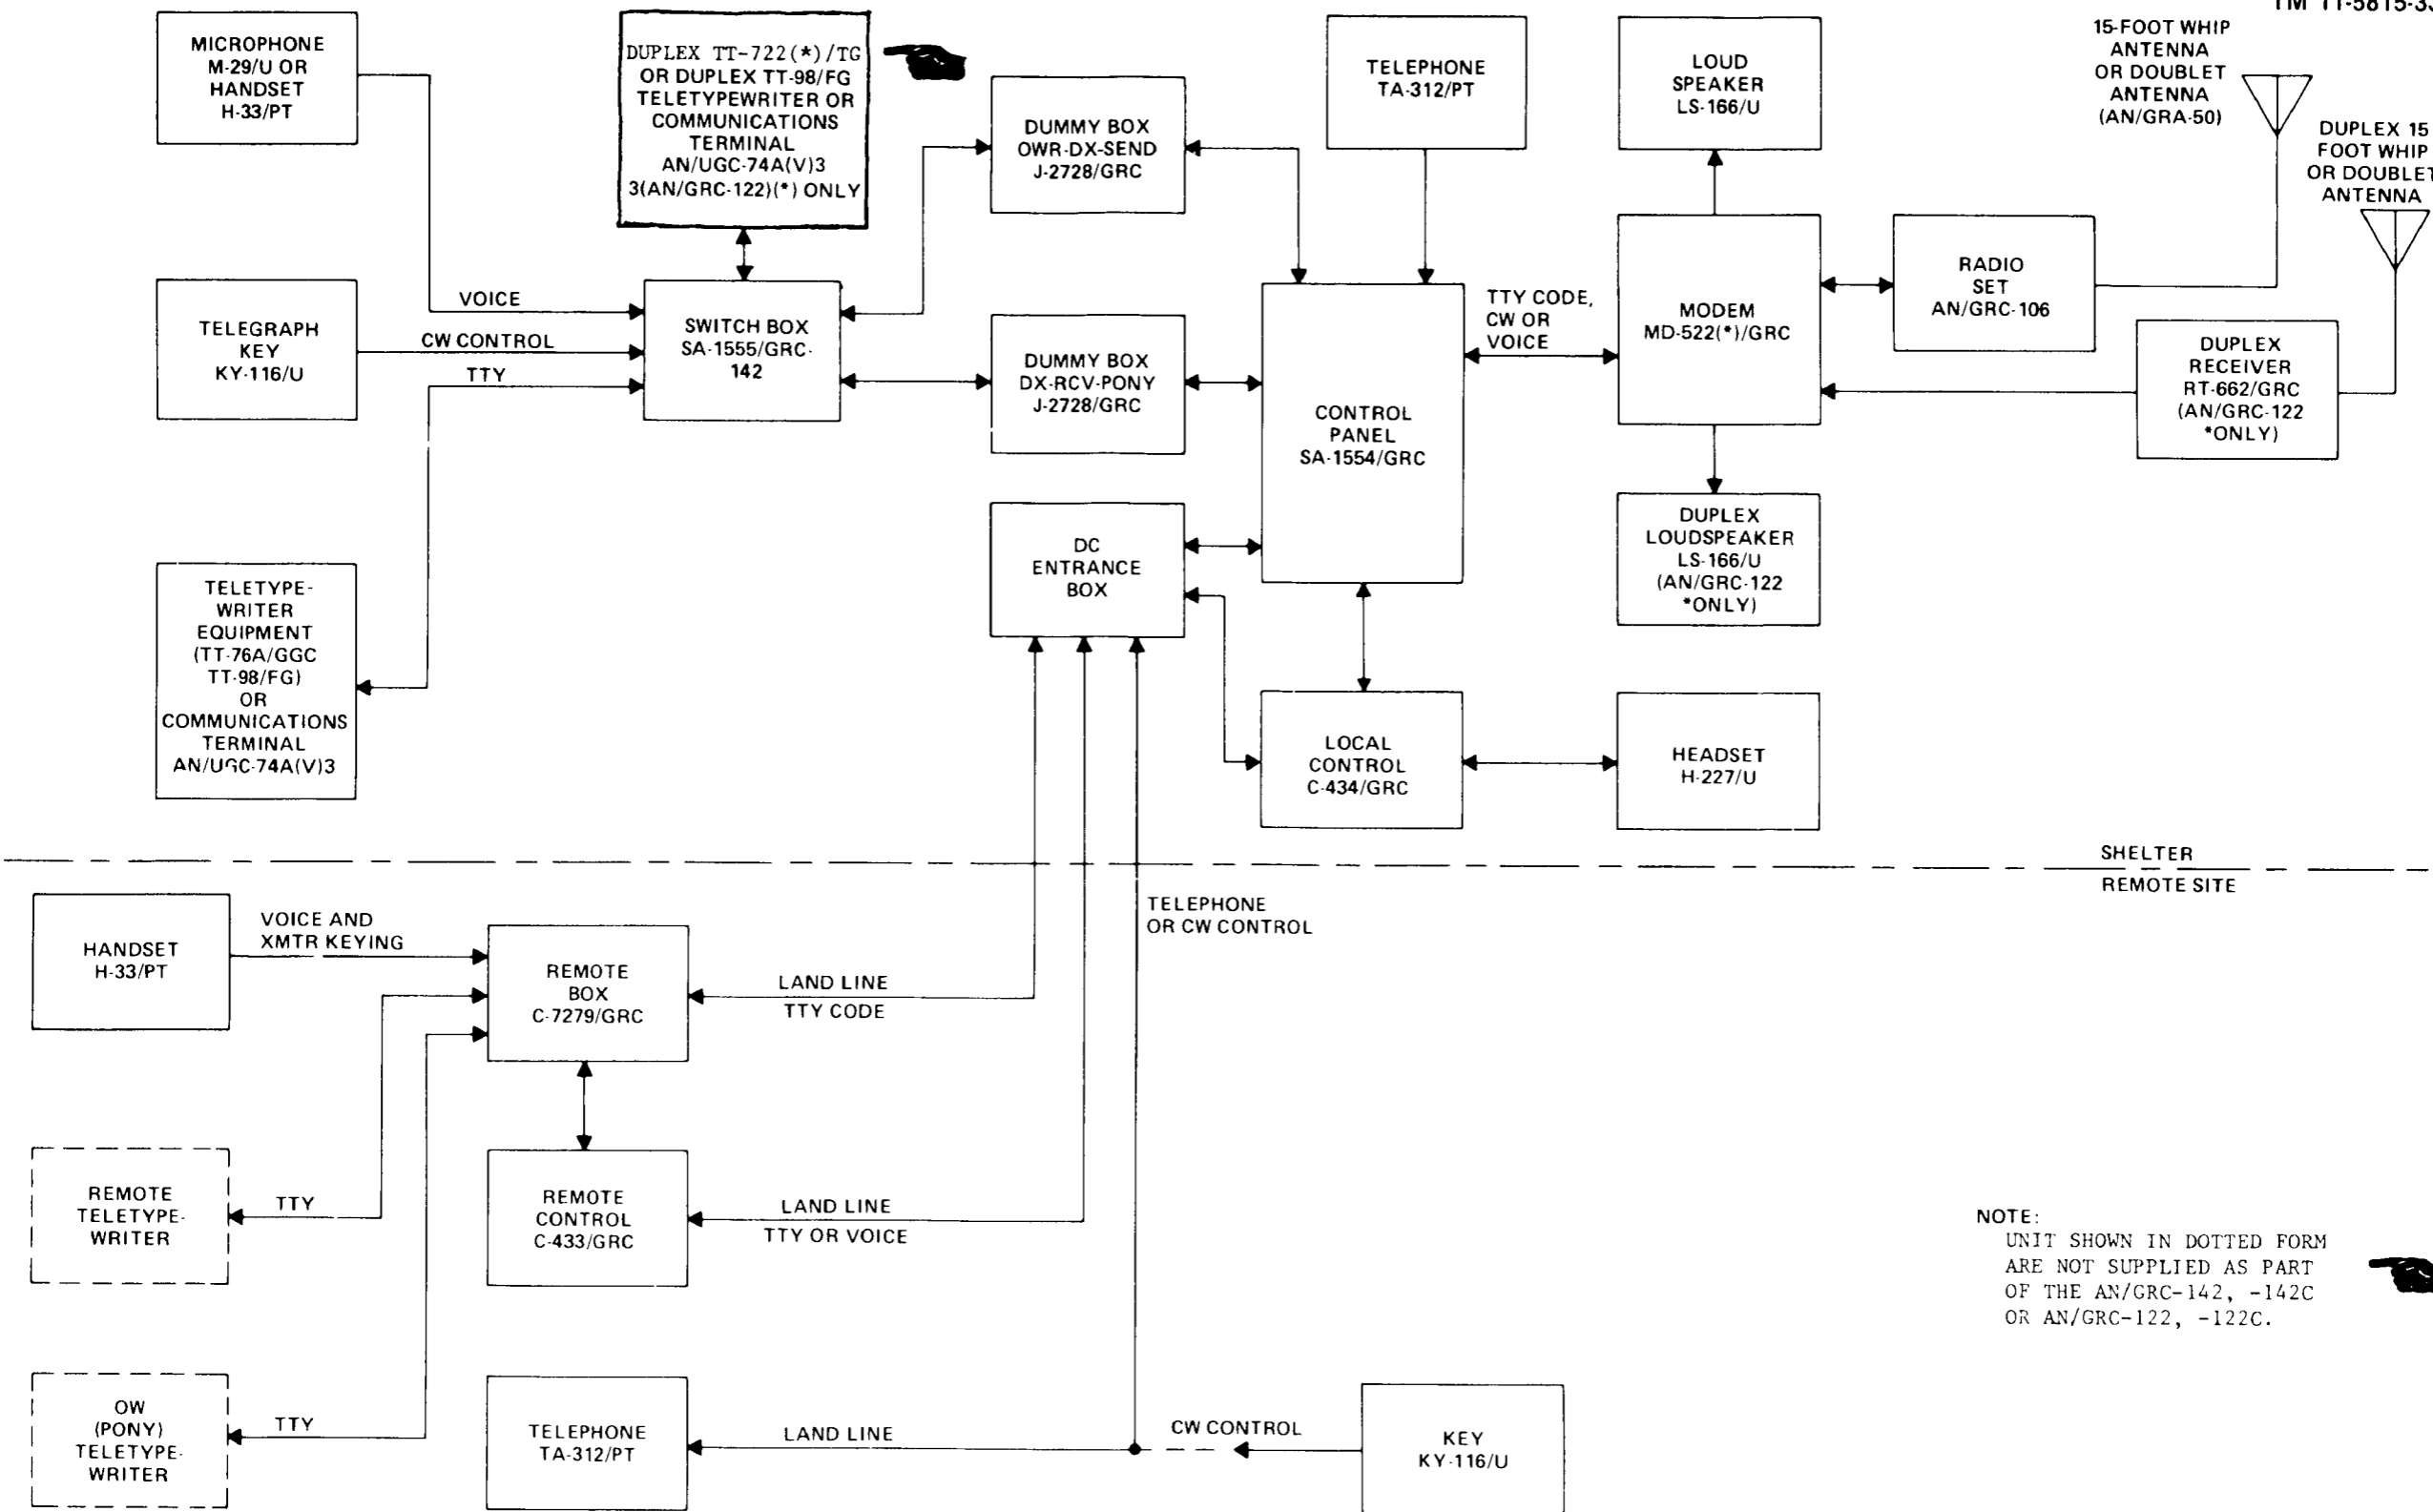 TM 11-5815-33
MICROPHONE
M-29/U OR
HANDSET
H-33/PT
DUPLEX TT-722(*)/TG
OR DUPLEX TT-98/FG
TELETYPEWRITER OR
COMMUNICATIONS
TERMINAL
AN/UGC-74A(V)3
3(AN/GRC-122)(*) ONLY
DUMMY BOX
OWR-DX-SEND
J-2728/GRC
TELEPHONE
TA-312/PT
LOUD
SPEAKER
LS-166/U
15-FOOT WHIP
ANTENNA
OR DOUBLET
ANTENNA
(AN/GRA-50)
DUPLEX 15
FOOT WHIP
OR DOUBLET
ANTENNA
TELEGRAPH
KEY
KY-116/U
VOICE
CW CONTROL
TTY
SWITCH BOX
SA-1555/GRC-
142
DUMMY BOX
DX-RCV-PONY
J-2728/GRC
CONTROL
PANEL
SA-1554/GRC
TTY CODE,
CW OR
VOICE
MODEM
MD-522(*)/GRC
RADIO
SET
AN/GRC-106
DUPLEX
RECEIVER
RT-662/GRC
(AN/GRC-122
*ONLY)
TELETYPE-
WRITER
EQUIPMENT
(TT-76A/GGC
TT-98/FG)
OR
COMMUNICATIONS
TERMINAL
AN/UGC-74A(V)3
DC
ENTRANCE
BOX
DUPLEX
LOUDSPEAKER
LS-166/U
(AN/GRC-122
*ONLY)
LOCAL
CONTROL
C-434/GRC
HEADSET
H-227/U
SHELTER
REMOTE SITE
HANDSET
H-33/PT
VOICE AND
XMTR KEYING
REMOTE
BOX
C-7279/GRC
LAND LINE
TTY CODE
TELEPHONE
OR CW CONTROL
REMOTE
TELETYPE-
WRITER
TTY
REMOTE
CONTROL
C-433/GRC
LAND LINE
TTY OR VOICE
NOTE:
UNIT SHOWN IN DOTTED FORM
ARE NOT SUPPLIED AS PART
OF THE AN/GRC-142, -142C
OR AN/GRC-122, -122C.
OW
(PONY)
TELETYPE-
WRITER
TTY
TELEPHONE
TA-312/PT
LAND LINE
CW CONTROL
KEY
KY-116/U